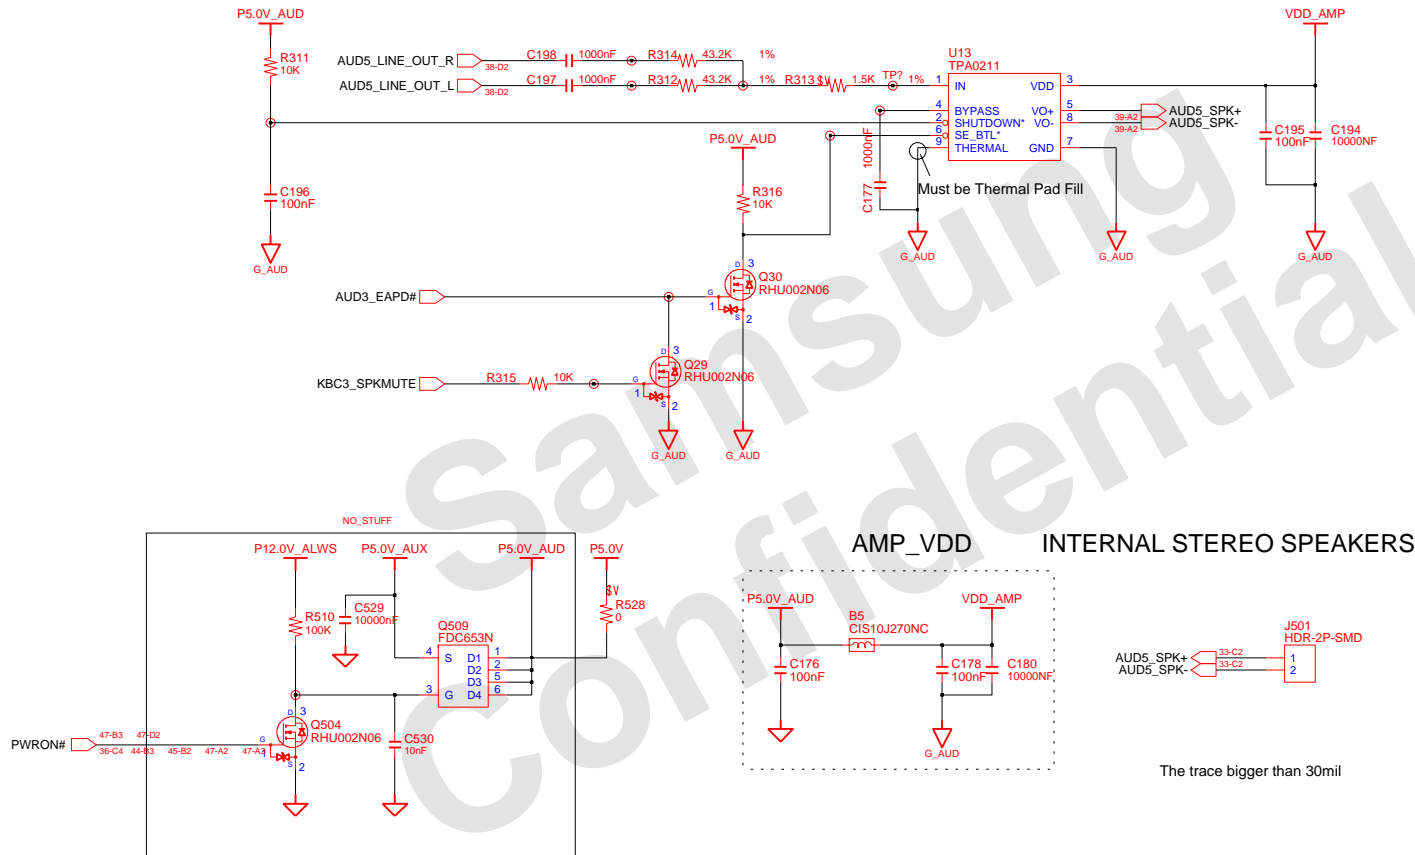 P5.0V_AUD
VDD_AMP
R311
10K
AUD5_LINE_OUT_R
38-D2
C198
1000nF
R314
43.2K
1%
AUD5_LINE_OUT_L
38-D2
C197
1000nF
R312
43.2K
1%
R313
1.5K
TP?
1%
U13
TPA0211
1 IN
VDD 3
4 BYPASS
VO+ 5
2 SHUTDOWN*
VO- 8
6 SE_BTL*
9 THERMAL
GND 7
39-A2
AUD5_SPK+
39-A2
AUD5_SPK-
C195
100nF
C194
10000NF
C177
1000nF
Must be Thermal Pad Fill
P5.0V_AUD
R316
10K
C196
100nF
G_AUD
G_AUD
G_AUD
G_AUD
AUD3_EAPD#
D 3
Q30
RHU002N06
G
1
S
2
D 3
Q29
RHU002N06
KBC3_SPKMUTE
R315
10K
G
1
S
2
G_AUD
G_AUD
Samsung
Confidential
NO_STUFF
P12.0V_ALWS
P5.0V_AUX
P5.0V_AUD
P5.0V
R510
100K
C529
10000nF
Q509
FDC653N
4 S
D1 1
D2 2
D3 5
3 G
D4 6
R528
0
D 3
Q504
RHU002N06
G
1
S
2
C530
10nF
PWRON#
47-B3
47-D2
36-C4
44-B3
45-B2
47-A2
47-A3
AMP_VDD
P5.0V_AUD
B5
CIS10J270NC
VDD_AMP
C176
100nF
C178
100nF
C180
10000NF
G_AUD
INTERNAL STEREO SPEAKERS
J501
HDR-2P-SMD
AUD5_SPK+
33-C2
1
AUD5_SPK-
33-C2
2
The trace bigger than 30mil